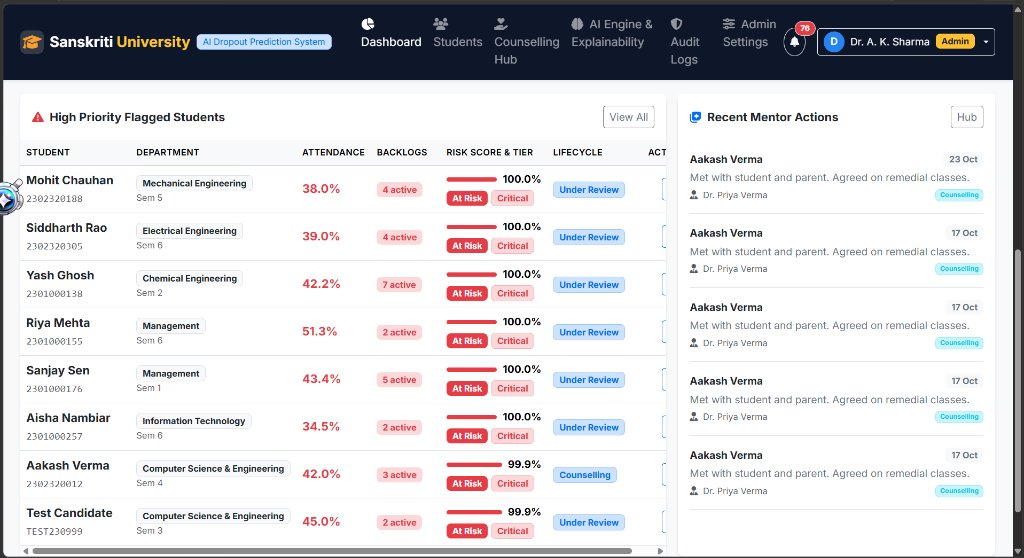 Sanskriti University
AI Dropout Prediction System
Dashboard
Students
Counselling Hub
AI Engine & Explainability
Audit Logs
Admin Settings
76
D
Dr. A. K. Sharma
Admin
High Priority Flagged Students
View All
STUDENT DEPARTMENT ATTENDANCE BACKLOGS RISK SCORE & TIER LIFECYCLE ACT
Mohit Chauhan Mechanical Engineering 38.0% 4 active 100.0% Under Review
2302320188 Sem 5 At Risk Critical
Siddharth Rao Electrical Engineering 39.0% 4 active 100.0% Under Review
2302320305 Sem 6 At Risk Critical
Yash Ghosh Chemical Engineering 42.2% 7 active 100.0% Under Review
2301000138 Sem 2 At Risk Critical
Riya Mehta Management 51.3% 2 active 100.0% Under Review
2301000155 Sem 6 At Risk Critical
Sanjay Sen Management 43.4% 5 active 100.0% Under Review
2301000176 Sem 1 At Risk Critical
Aisha Nambiar Information Technology 34.5% 2 active 100.0% Under Review
2301000257 Sem 6 At Risk Critical
Aakash Verma Computer Science & Engineering 42.0% 3 active 99.9% Counselling
2302320012 Sem 4 At Risk Critical
Test Candidate Computer Science & Engineering 45.0% 2 active 99.9% Under Review
TEST230999 Sem 3 At Risk Critical
Recent Mentor Actions
Hub
Aakash Verma 23 Oct
Met with student and parent. Agreed on remedial classes.
Dr. Priya Verma Counselling
Aakash Verma 17 Oct
Met with student and parent. Agreed on remedial classes.
Dr. Priya Verma Counselling
Aakash Verma 17 Oct
Met with student and parent. Agreed on remedial classes.
Dr. Priya Verma Counselling
Aakash Verma 17 Oct
Met with student and parent. Agreed on remedial classes.
Dr. Priya Verma Counselling
Aakash Verma 17 Oct
Met with student and parent. Agreed on remedial classes.
Dr. Priya Verma Counselling